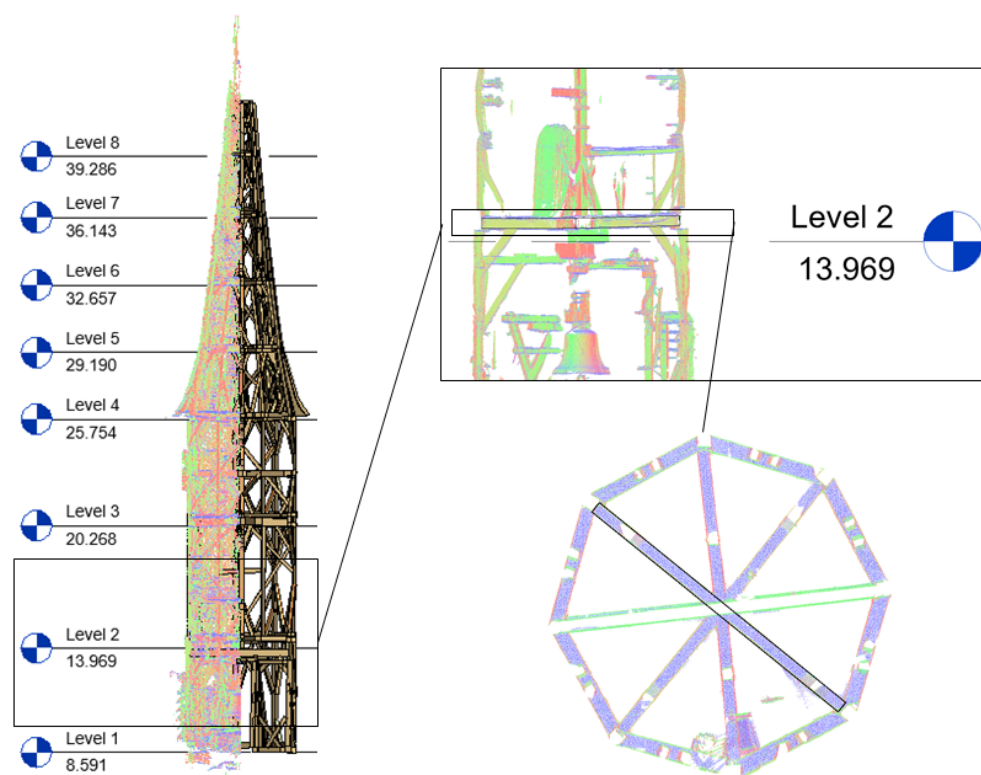 Level 8
39.286
Level 7
36.143
Level 6
32.657
Level 5
29.190
Level 4
25.754
Level 3
20.268
Level 2
13.969
Level 1
8.591
Level 2
13.969